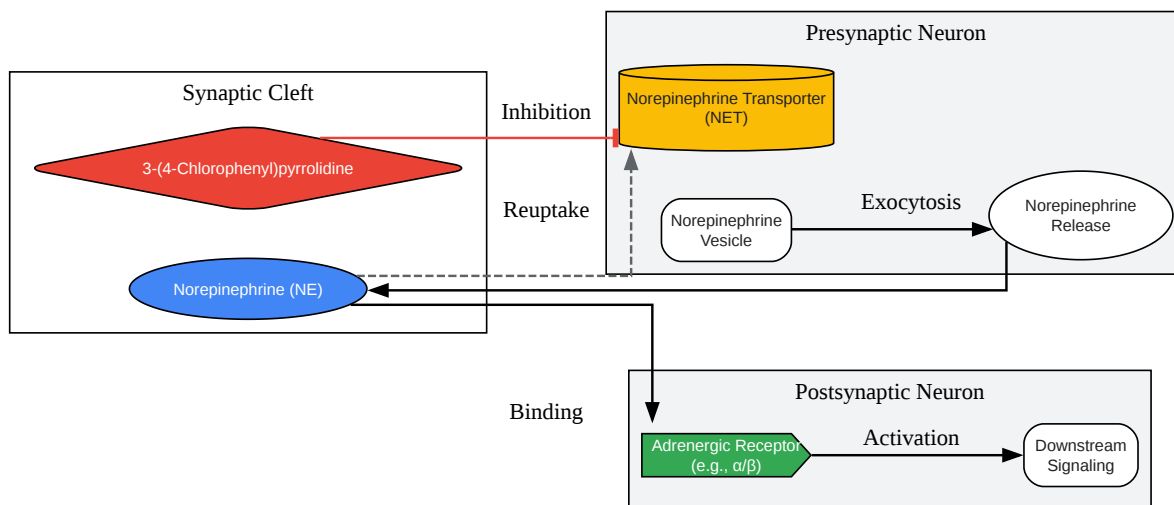 Presynaptic Neuron
Synaptic Cleft
Norepinephrine Transporter
(NET)
Inhibition
3-(4-Chlorophenyl)pyrrolidine
Reuptake
Norepinephrine
Vesicle
Exocytosis
Norepinephrine
Release
Norepinephrine (NE)
Postsynaptic Neuron
Binding
Adrenergic Receptor
(e.g., α/β)
Activation
Downstream
Signaling